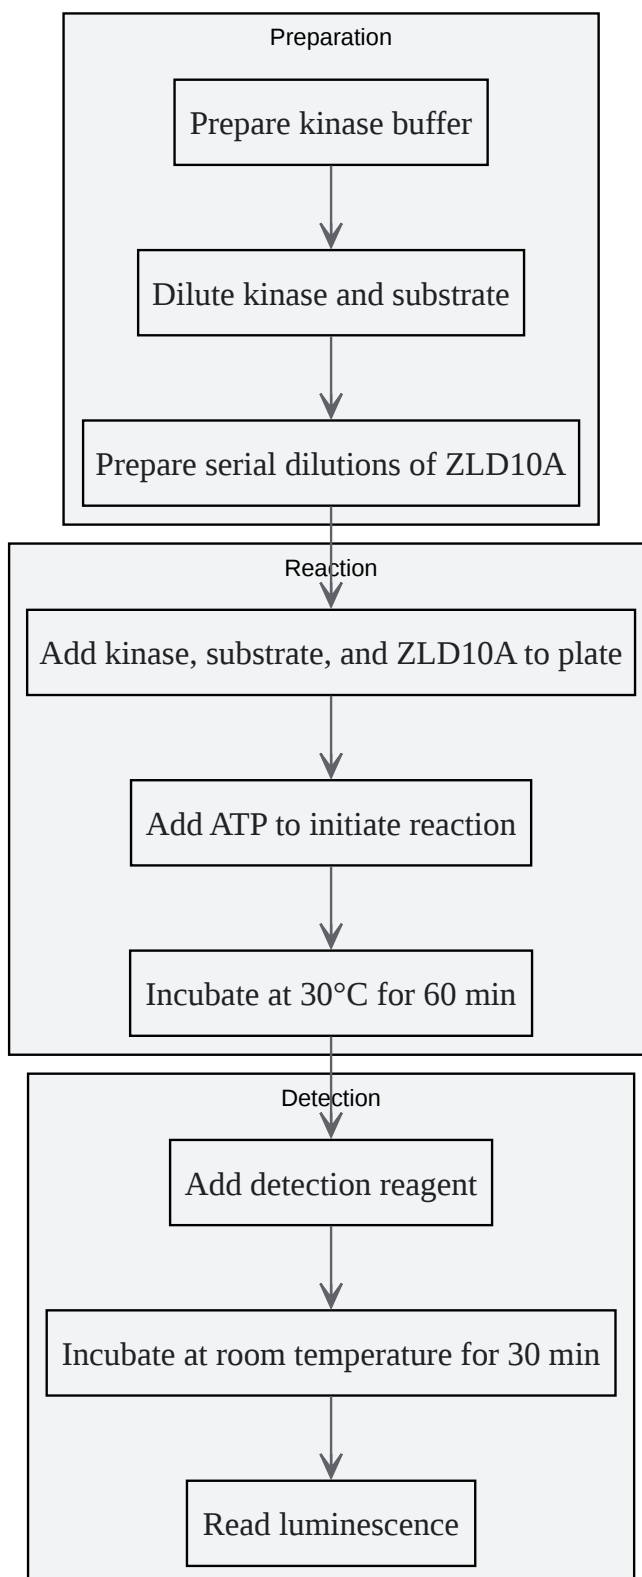 Preparation
Prepare kinase buffer
Dilute kinase and substrate
Prepare serial dilutions of ZLD10A
Reaction
Add kinase, substrate, and ZLD10A to plate
Add ATP to initiate reaction
Incubate at 30°C for 60 min
Detection
Add detection reagent
Incubate at room temperature for 30 min
Read luminescence